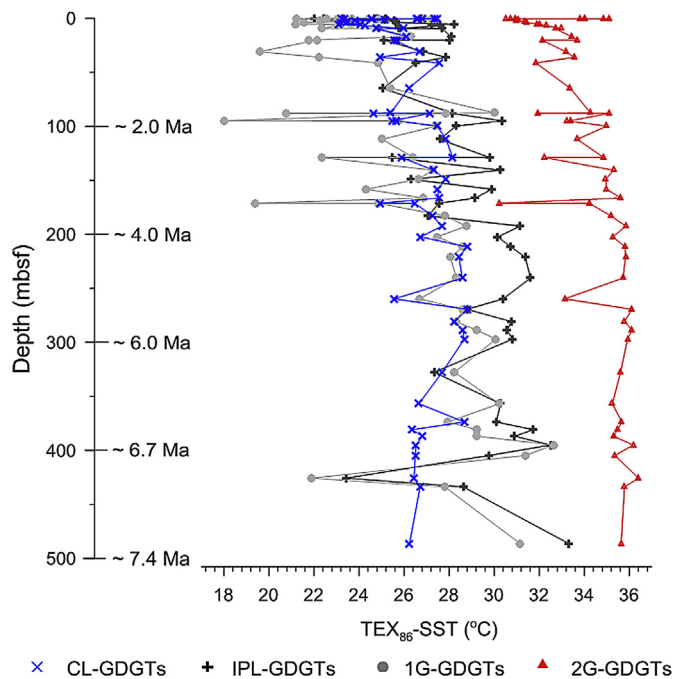 0
100
200
300
400
500
Depth (mbsf)
~ 2.0 Ma
~ 4.0 Ma
~ 6.0 Ma
~ 6.7 Ma
~ 7.4 Ma
18 20 22 24 26 28 30 32 34 36
TEX86-SST (ºC)
CL-GDGTs IPL-GDGTs 1G-GDGTs 2G-GDGTs